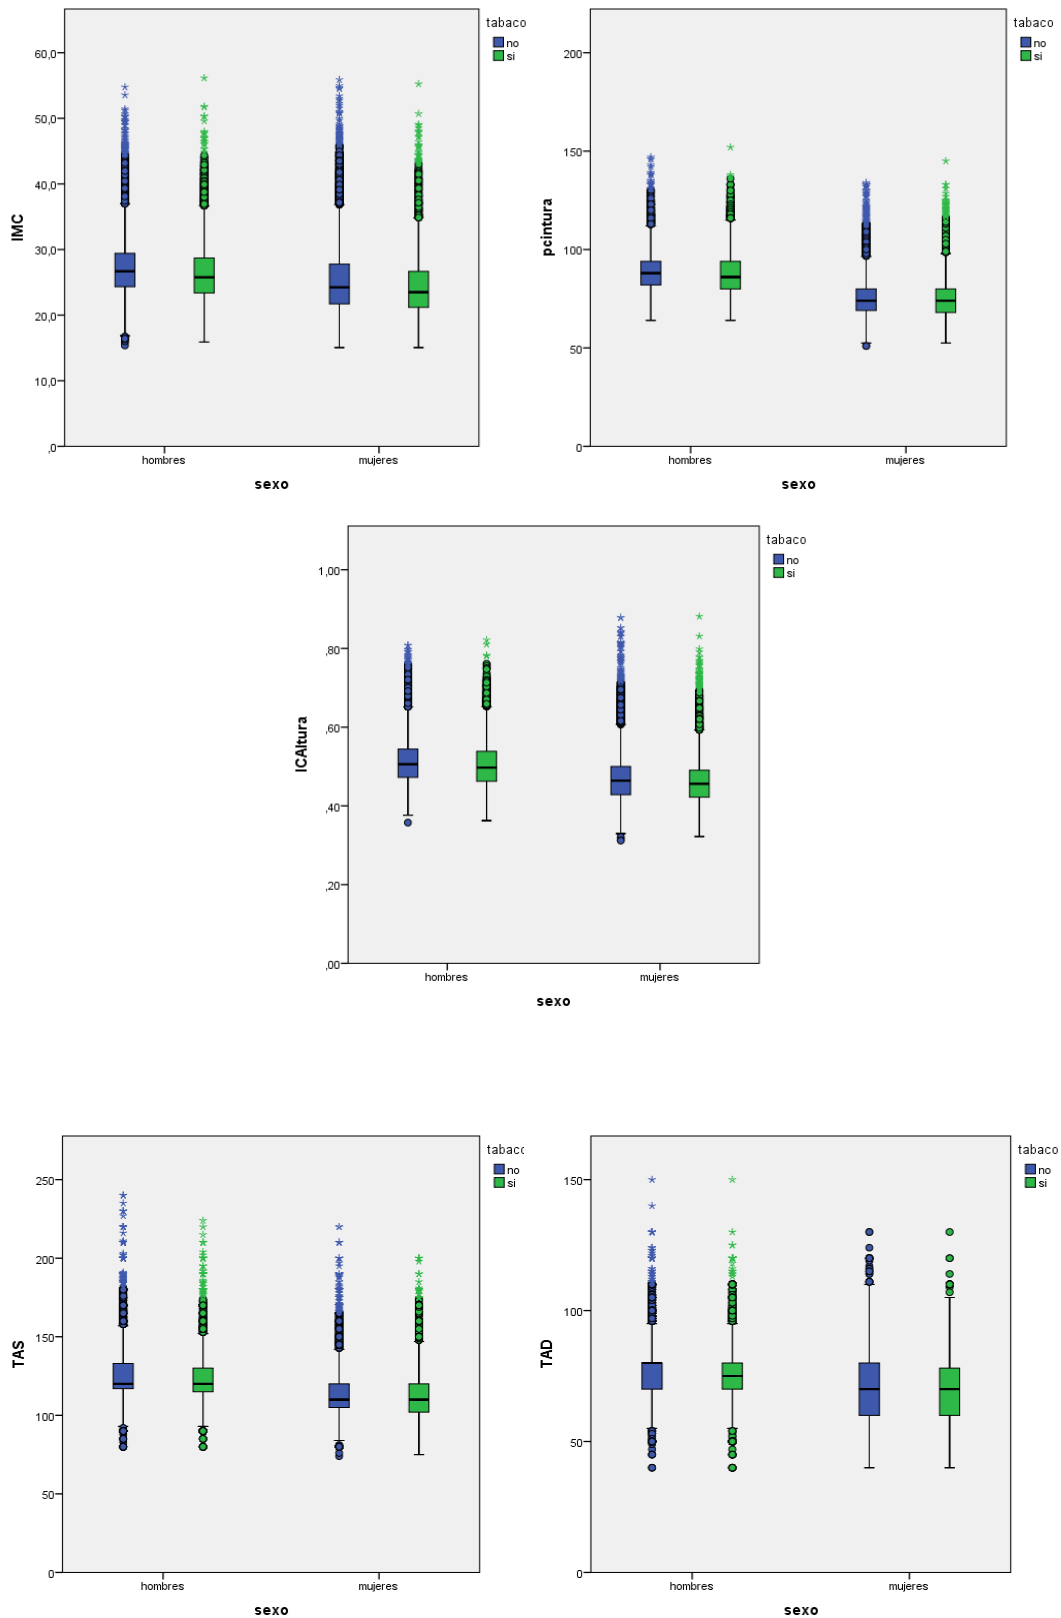 tabaco
no
si
60,0
50,0
40,0
30,0
20,0
10,0
,0
IMC
hombres
mujeres
sexo
tabaco
no
si
200
150
100
50
0
pcintura
hombres
mujeres
sexo
tabaco
no
si
1,00
,80
,60
,40
,20
,00
ICAltura
hombres
mujeres
sexo
tabaco
no
si
250
200
150
100
50
0
TAS
hombres
mujeres
sexo
tabaco
no
si
150
100
50
0
TAD
hombres
mujeres
sexo